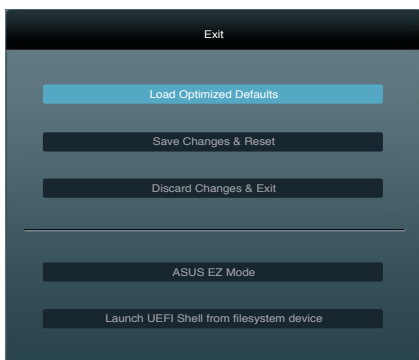 Exit
Load Optimized Defaults
Save Changes & Reset
Discard Changes & Exit
ASUS EZ Mode
Launch UEFI Shell from filesystem device